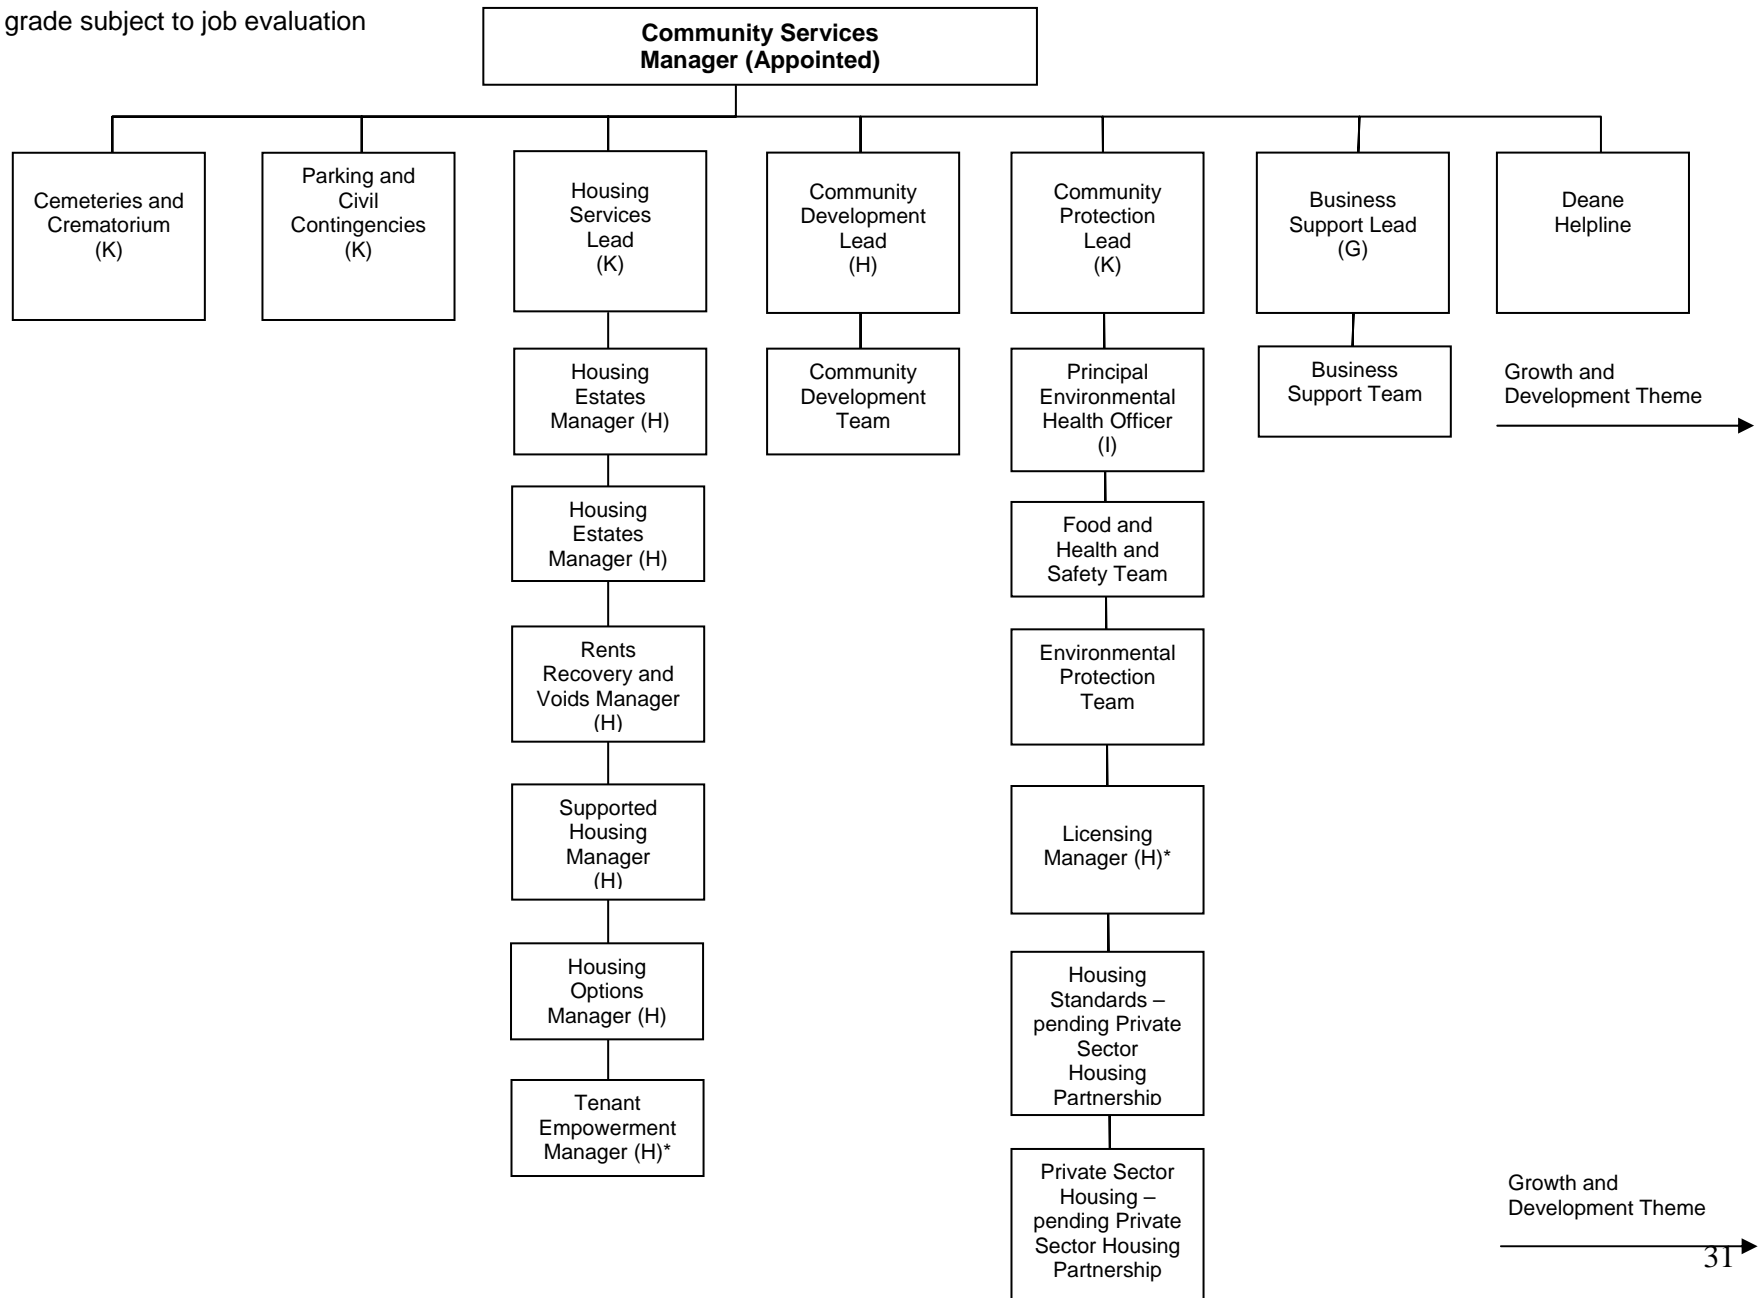 grade subject to job evaluation
Community Services
Manager (Appointed)
Cemeteries and
Crematorium
(K)
Parking and
Civil
Contingencies
(K)
Housing
Services
Lead
(K)
Community
Development
Lead
(H)
Community
Protection
Lead
(K)
Business
Support Lead
(G)
Deane
Helpline
Housing
Estates
Manager (H)
Community
Development
Team
Principal
Environmental
Health Officer
(I)
Business
Support Team
Growth and
Development Theme
Housing
Estates
Manager (H)
Food and
Health and
Safety Team
Rents
Recovery and
Voids Manager
(H)
Environmental
Protection
Team
Supported
Housing
Manager
(H)
Licensing
Manager (H)*
Housing
Options
Manager (H)
Housing
Standards –
pending Private
Sector
Housing
Partnership
Tenant
Empowerment
Manager (H)*
Private Sector
Housing –
pending Private
Sector Housing
Partnership
Growth and
Development Theme
31